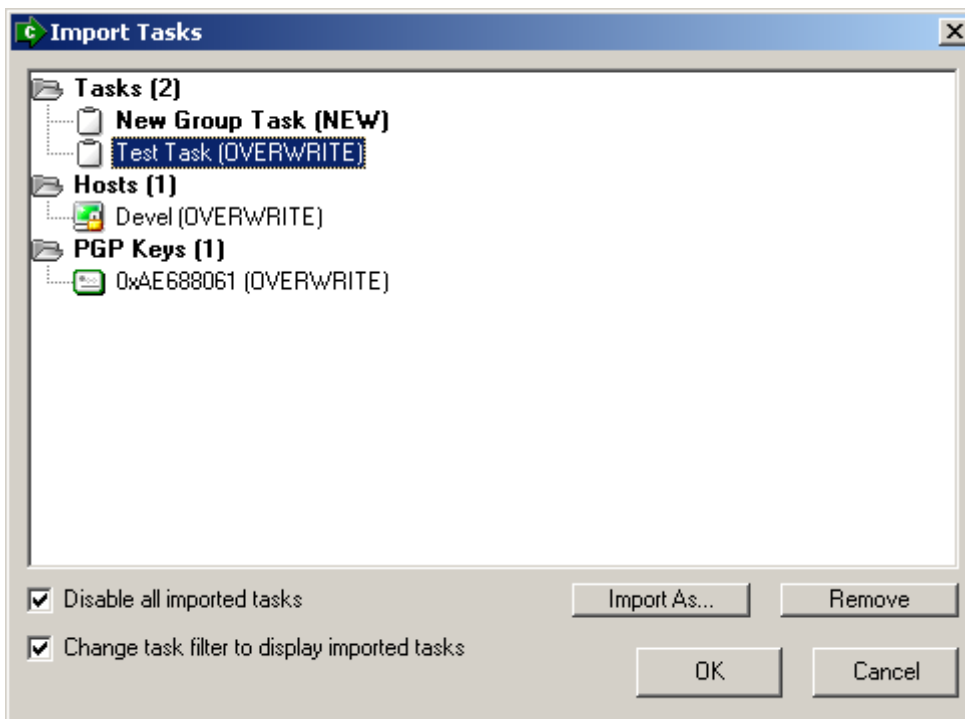 Import Tasks
Tasks (2)
New Group Task (NEW)
Test Task (OVERWRITE)
Hosts (1)
Devel (OVERWRITE)
PGP Keys (1)
0xAE688061 (OVERWRITE)
Disable all imported tasks
Import As...
Remove
Change task filter to display imported tasks
OK
Cancel